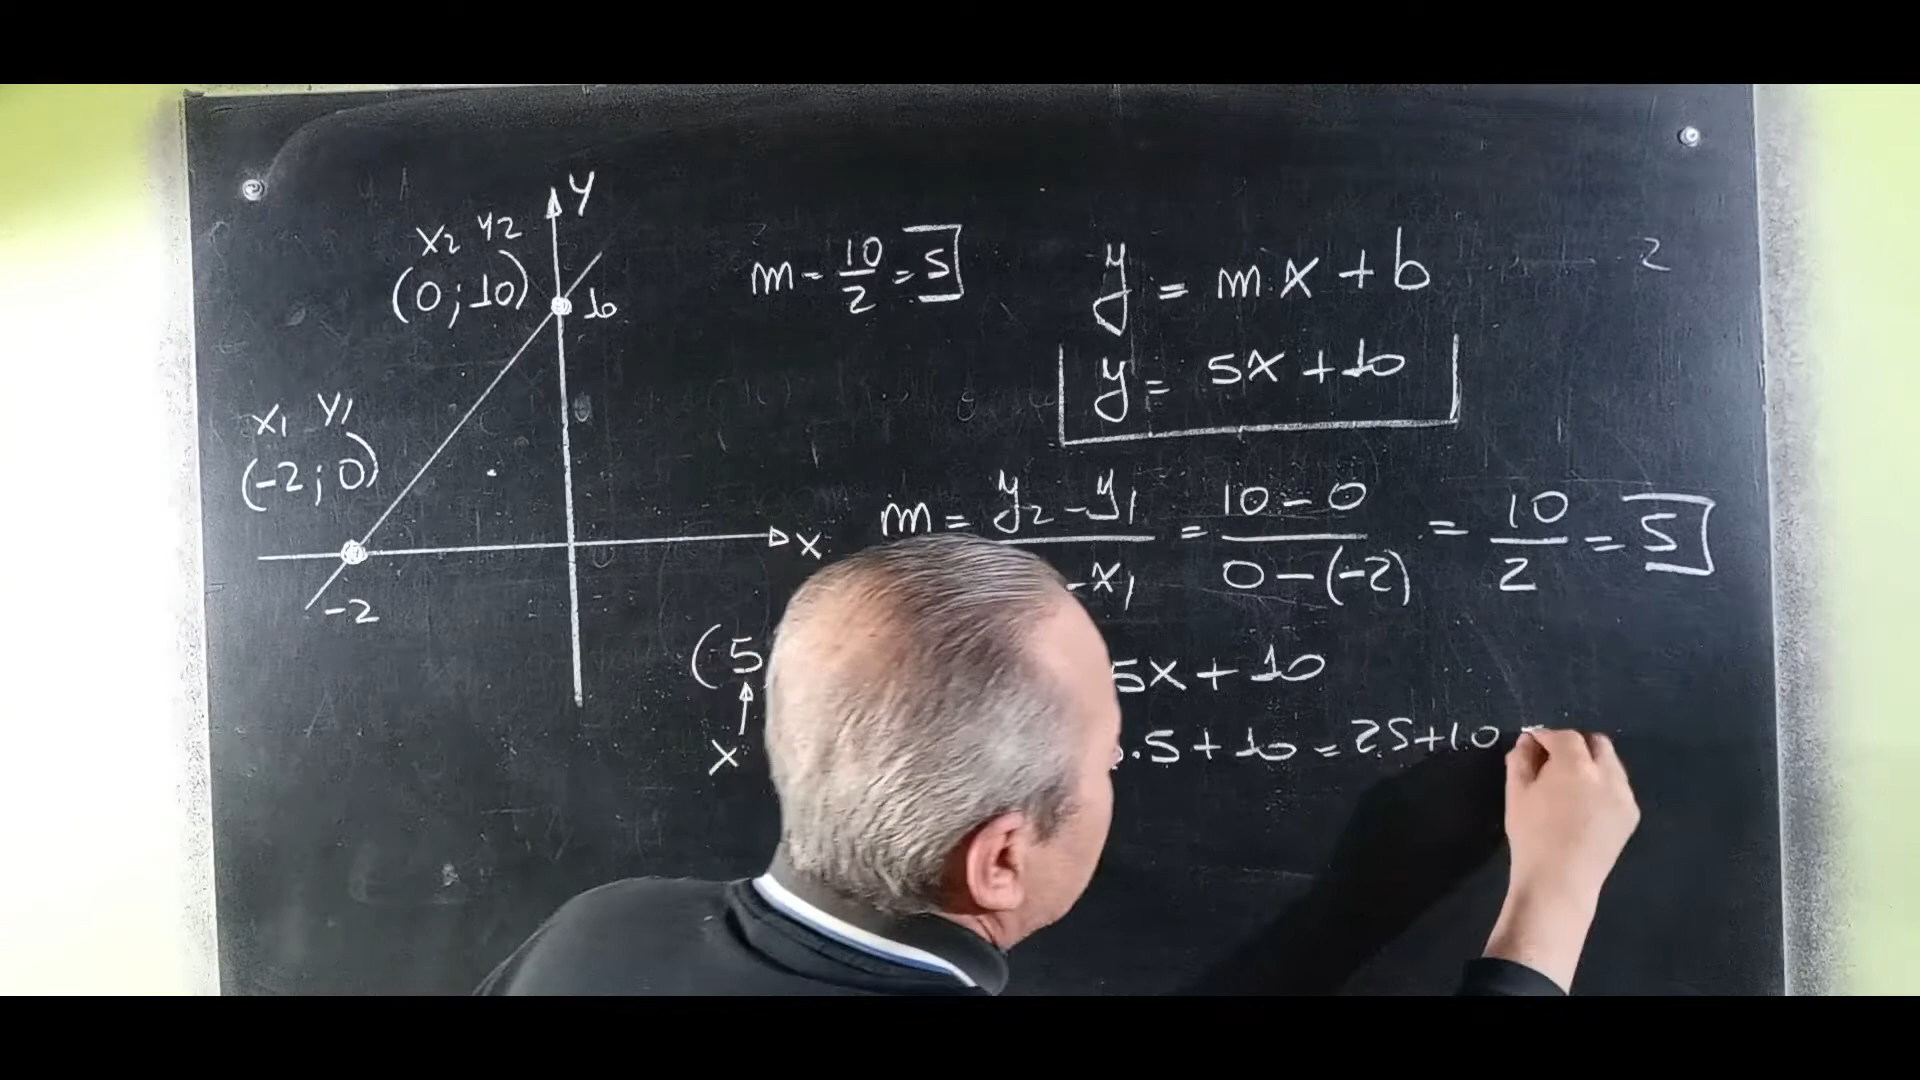 Y
X2 Y2
(0;10)
10
X1 Y1
(-2;0)
X
-2
m = 10/2 = 5
y = mx + b
y = 5x + 10
2
m = y2 - y1 / - x1 = 10 - 0 / 0 - (-2) = 10/2 = 5
(5
X
5x + 10
.5 + 10 = 25+10